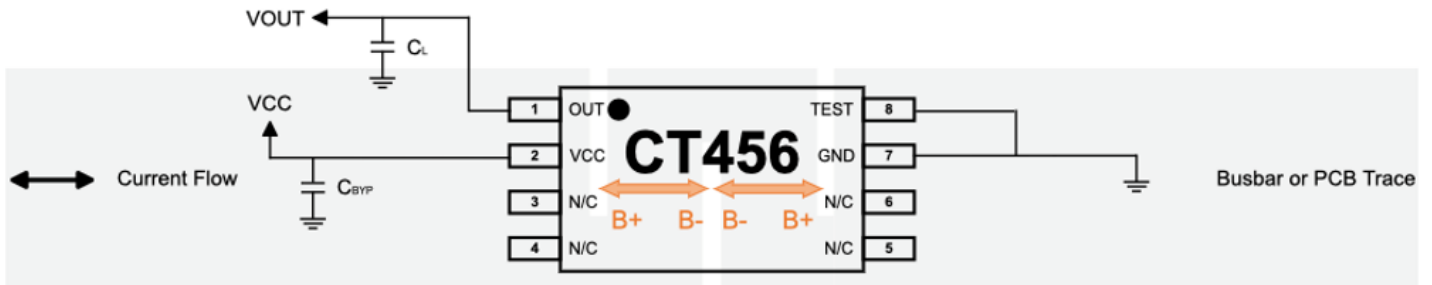 VOUT
CL
VCC
1 OUT TEST 8
CT456
2 VCC GND 7
Current Flow
CBYP
Busbar or PCB Trace
3 N/C N/C 6
B+ B- B- B+
4 N/C N/C 5